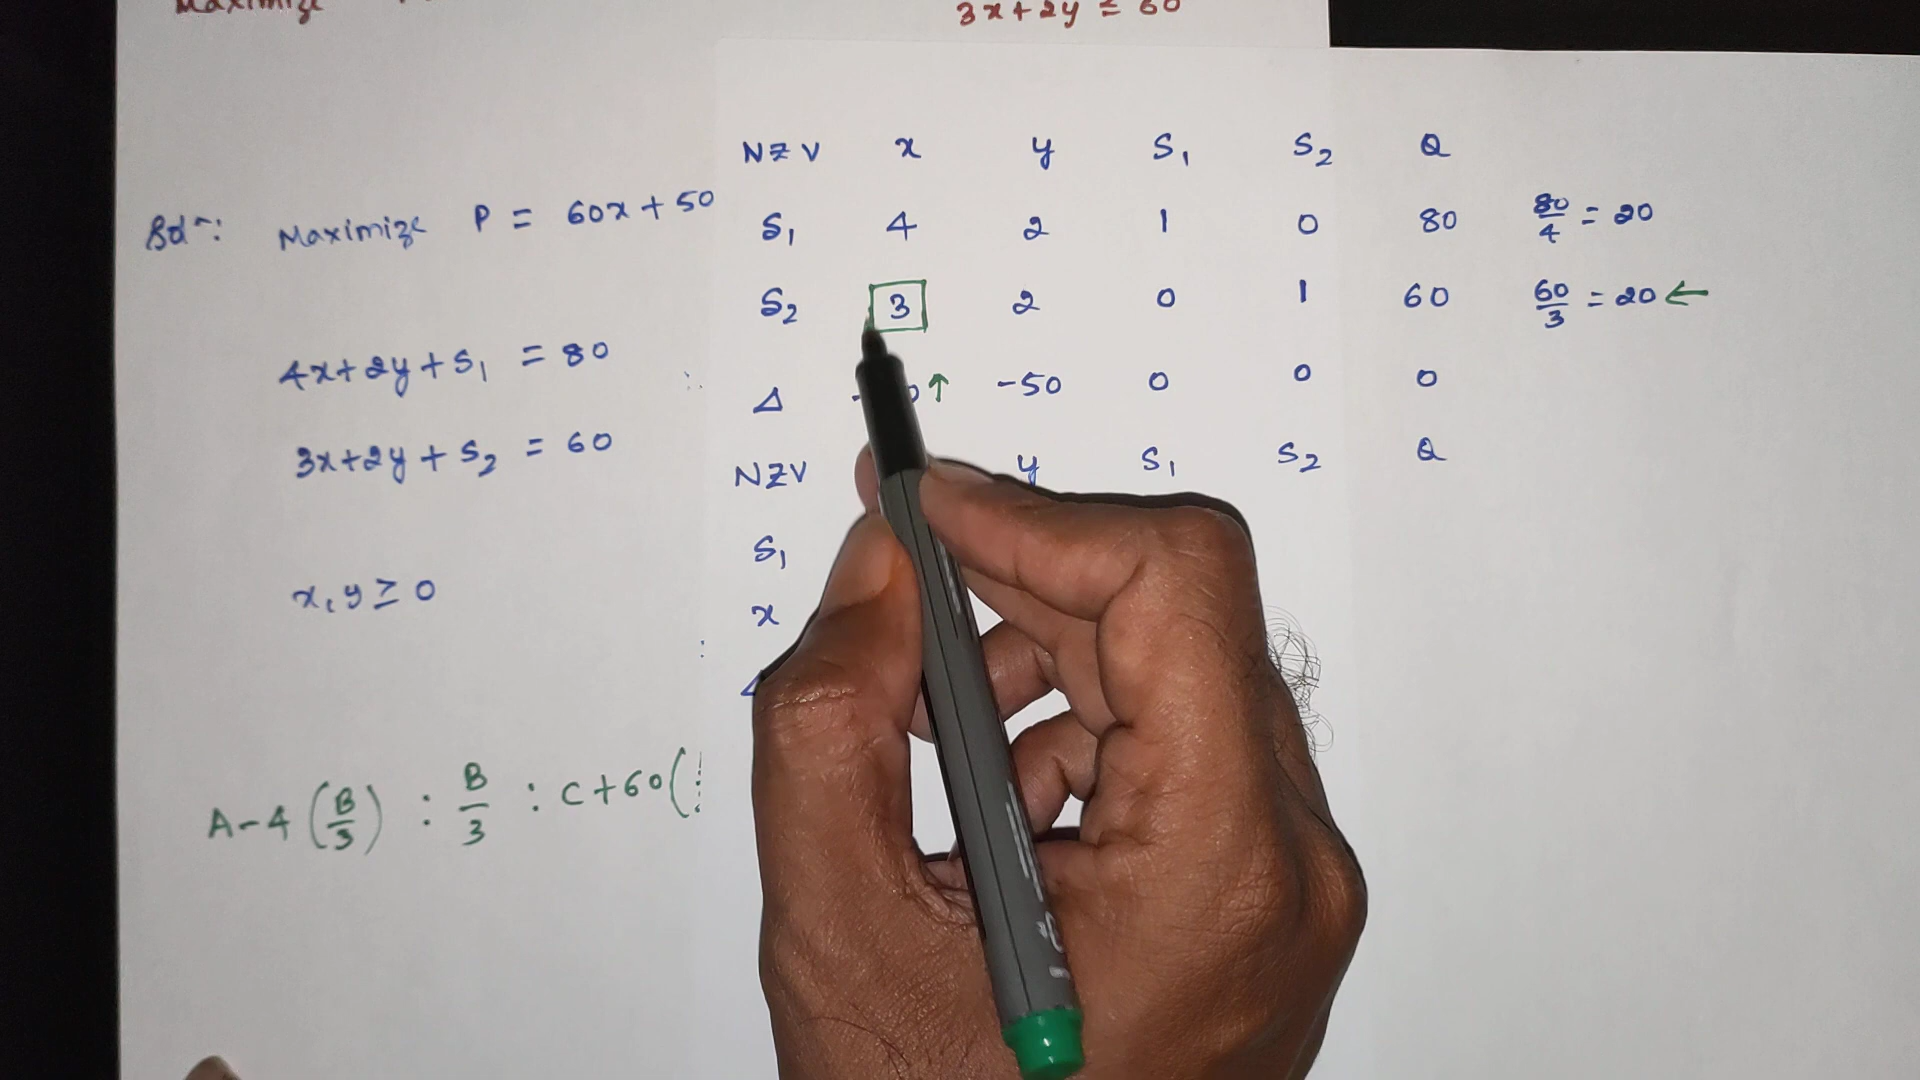 3x+2y ≤ 60
Solⁿ: Maximize P = 60x + 50
4x+2y+S₁ = 80
3x+2y+S₂ = 60
x,y ≥ 0
NZV x y S₁ S₂ Q
S₁ 4 2 1 0 80 80/4 = 20
S₂ 3 2 0 1 60 60/3 = 20 ←
Δ ↑ -50 0 0 0
NZV y S₁ S₂ Q
S₁
x
A-4(B/3) : B/3 : C+60(